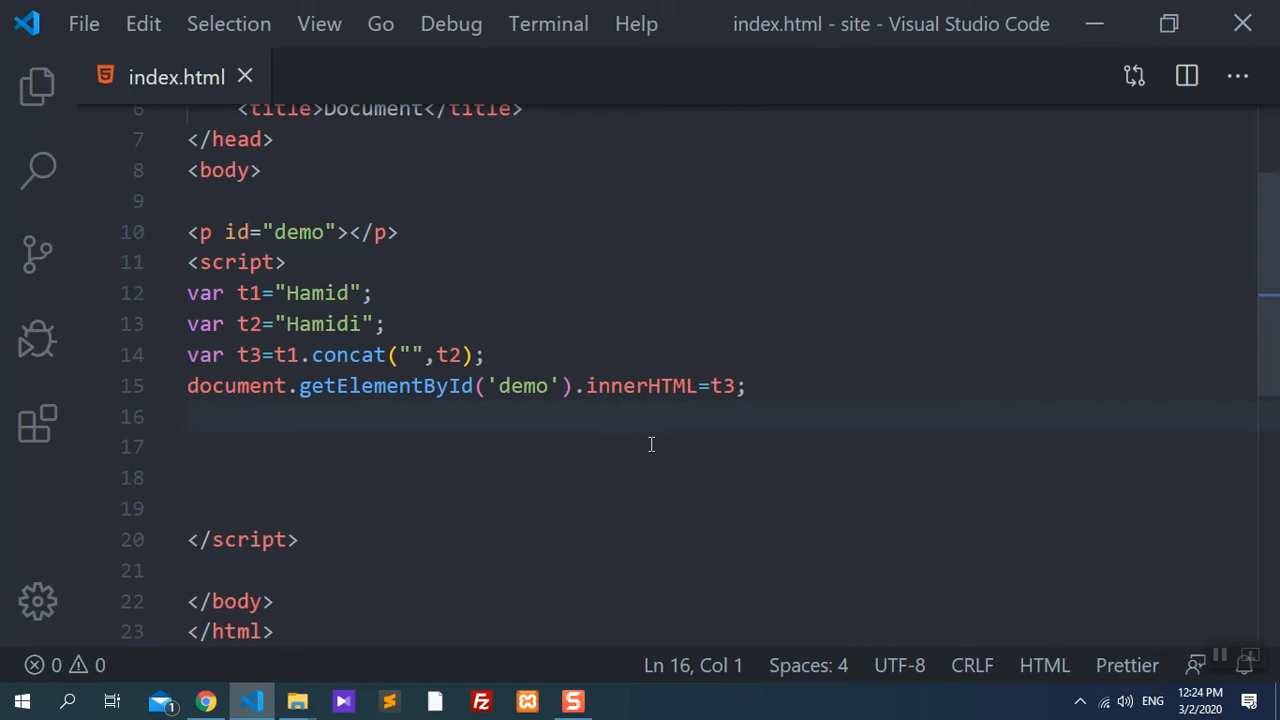 File Edit Selection View Go Debug Terminal Help index.html - site - Visual Studio Code
index.html
6 <title>Document</title>
7 </head>
8 <body>
9
10 <p id="demo"></p>
11 <script>
12 var t1="Hamid";
13 var t2="Hamidi";
14 var t3=t1.concat("",t2);
15 document.getElementById('demo').innerHTML=t3;
16
17
18
19
20 </script>
21
22 </body>
23 </html>
0 0 Ln 16, Col 1 Spaces: 4 UTF-8 CRLF HTML Prettier
1 ENG 12:24 PM
3/2/2020